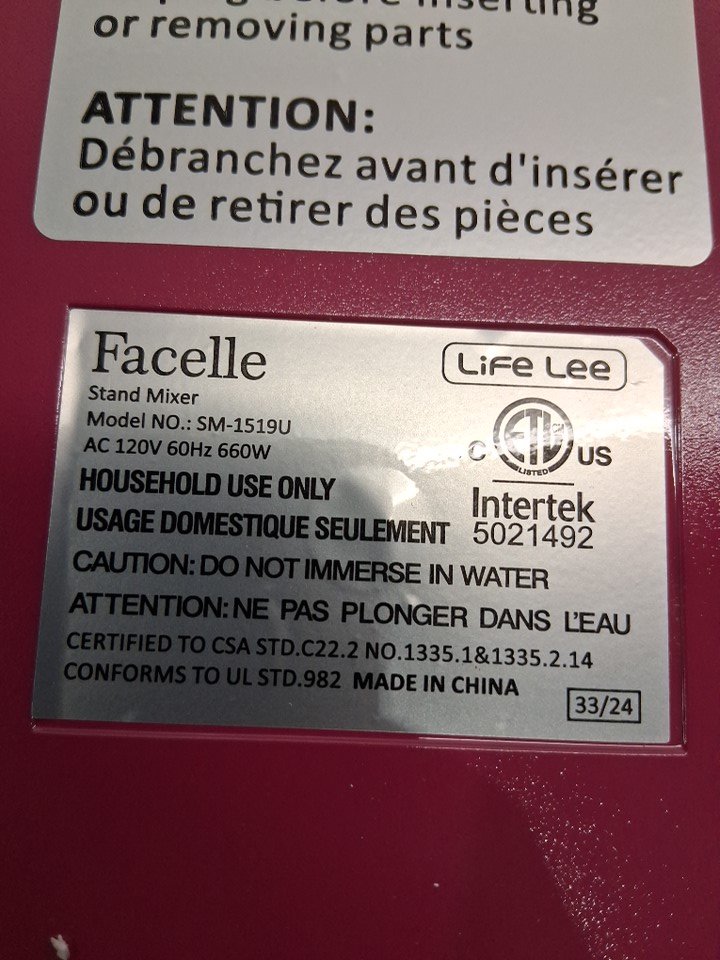 before inserting
or removing parts
ATTENTION:
Débranchez avant d'insérer
ou de retirer des pièces
Facelle
LiFe Lee
Stand Mixer
Model NO.: SM-1519U
AC 120V 60Hz 660W
C ETL US
LISTED
HOUSEHOLD USE ONLY
Intertek
USAGE DOMESTIQUE SEULEMENT
5021492
CAUTION: DO NOT IMMERSE IN WATER
ATTENTION: NE PAS PLONGER DANS L'EAU
CERTIFIED TO CSA STD.C22.2 NO.1335.1&1335.2.14
CONFORMS TO UL STD.982 MADE IN CHINA
33/24